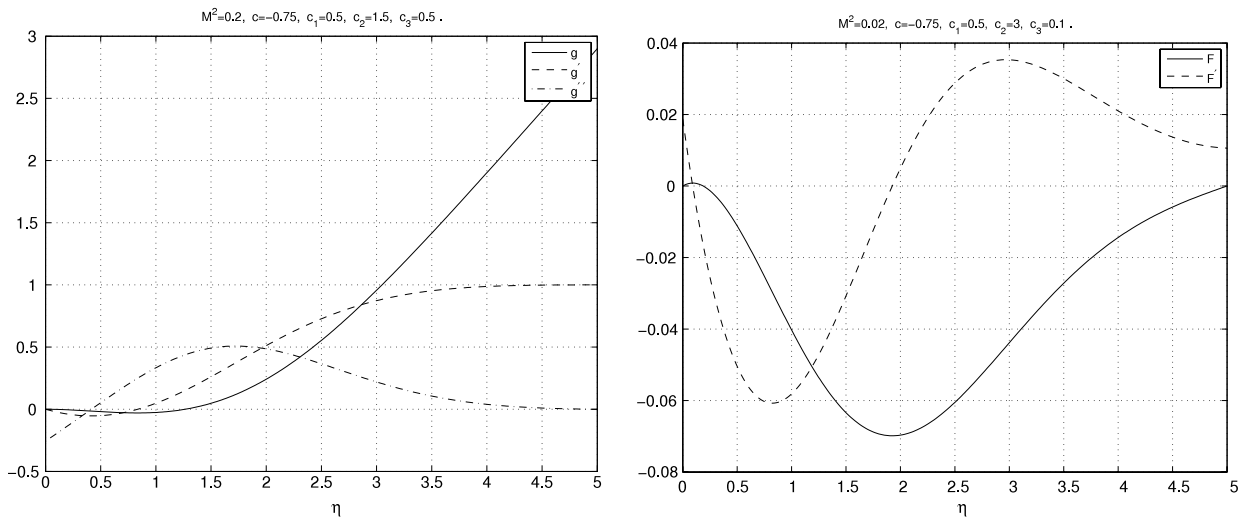 M²=0.2, c=−0.75, c₁=0.5, c₂=1.5, c₃=0.5 .
3
2.5
2
1.5
1
0.5
0
−0.5
g
g′
g′′
0 0.5 1 1.5 2 2.5 3 3.5 4 4.5 5
η
M²=0.02, c=−0.75, c₁=0.5, c₂=3, c₃=0.1 .
0.04
0.02
0
−0.02
−0.04
−0.06
−0.08
F
F′
0 0.5 1 1.5 2 2.5 3 3.5 4 4.5 5
η